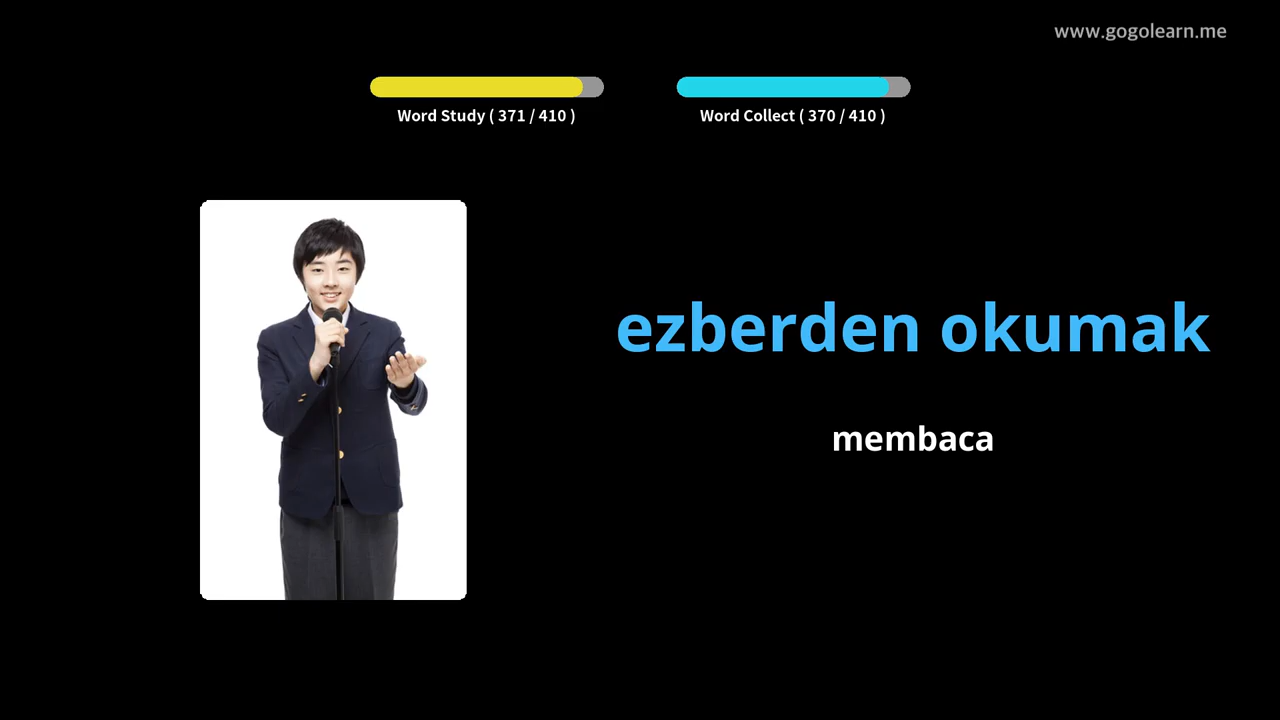 www.gogolearn.me
Word Study ( 371 / 410 )
Word Collect ( 370 / 410 )
ezberden okumak
membaca